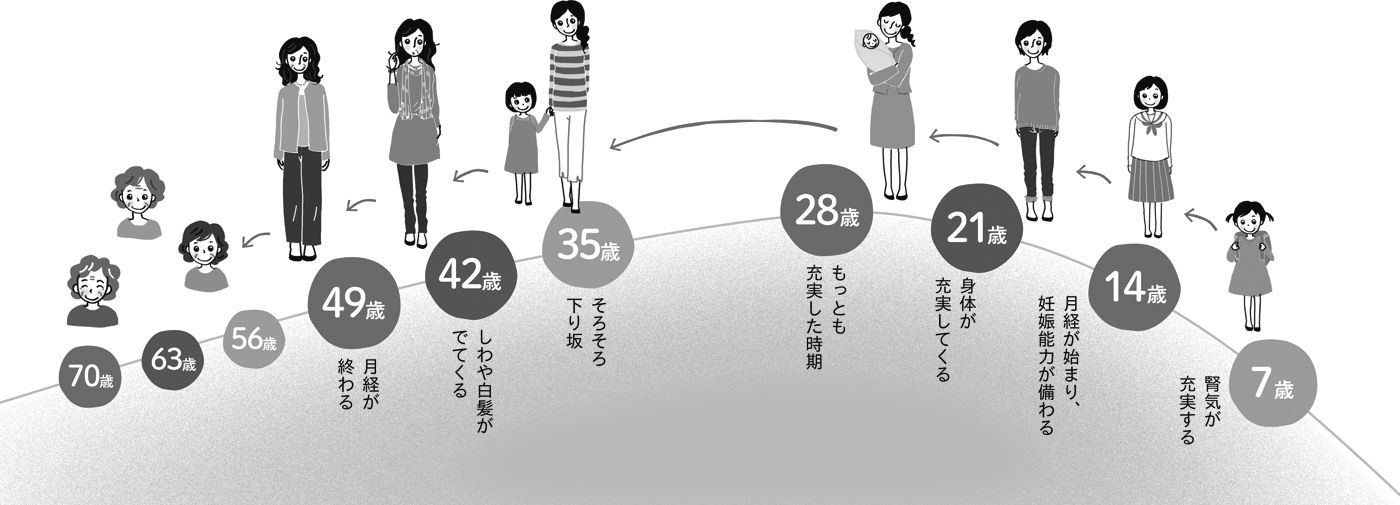 7歳
腎気が
充実する
14歳
月経が始まり、
妊娠能力が備わる
21歳
身体が
充実してくる
28歳
もっとも
充実した時期
35歳
そろそろ
下り坂
42歳
しわや白髪が
でてくる
49歳
月経が
終わる
56歳
63歳
70歳